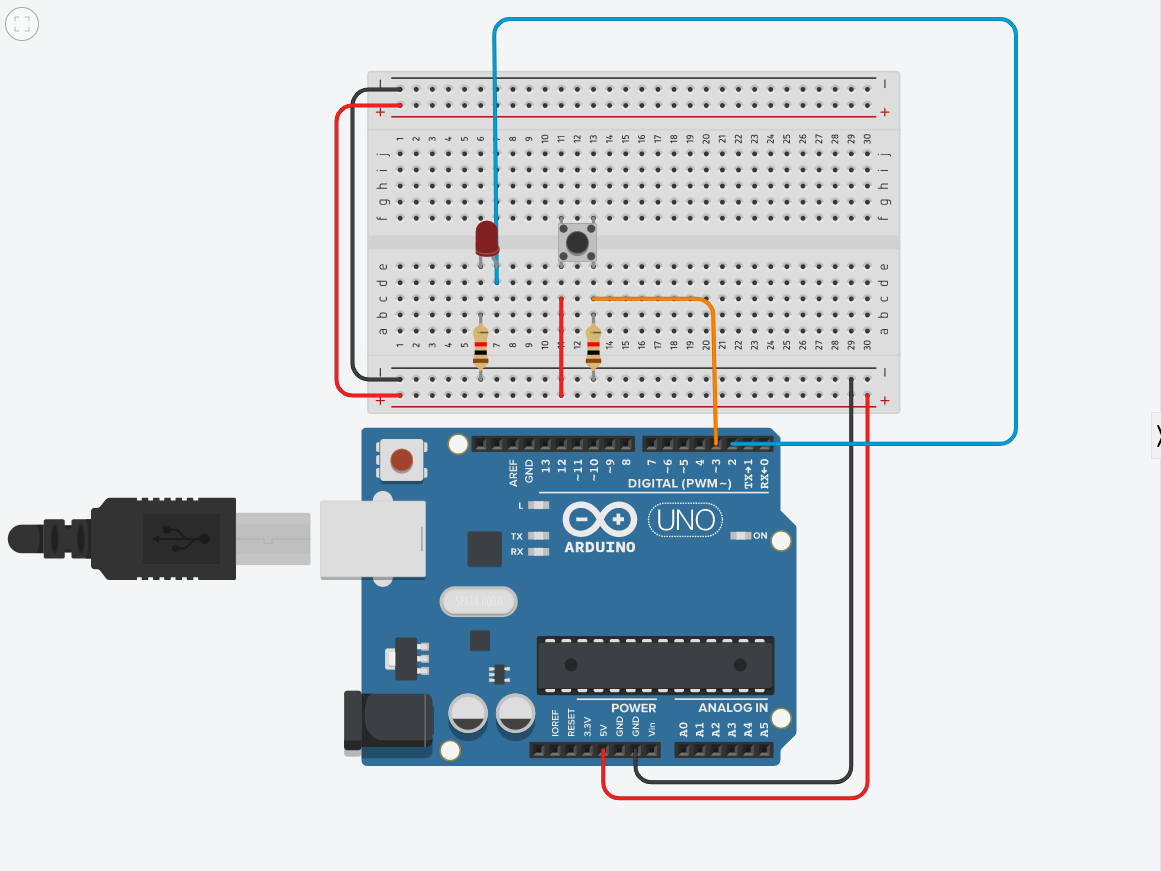 − −
+ +
1 2 3 4 5 6 7 8 9 10 11 12 13 14 15 16 17 18 19 20 21 22 23 24 25 26 27 28 29 30
j j
i i
h h
g g
f f
e e
d d
c c
b b
a a
1 2 3 4 5 6 7 8 9 10 11 12 13 14 15 16 17 18 19 20 21 22 23 24 25 26 27 28 29 30
− −
+ +
AREF GND 13 12 ~11 ~10 ~9 8 7 ~6 ~5 4 ~3 2 TX→1 RX←0
DIGITAL (PWM~)
L
UNO
TX
RX
ON
ARDUINO
POWER ANALOG IN
IOREF RESET 3.3V 5V GND GND Vin A0 A1 A2 A3 A4 A5